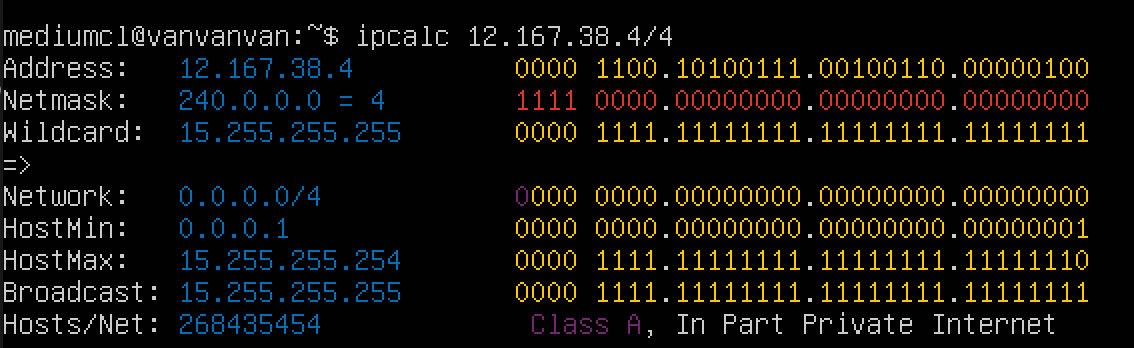 mediumcl@vanvanvan:~$ ipcalc 12.167.38.4/4
Address:   12.167.38.4          0000 1100.10100111.00100110.00000100
Netmask:   240.0.0.0 = 4        1111 0000.00000000.00000000.00000000
Wildcard:  15.255.255.255       0000 1111.11111111.11111111.11111111
=>
Network:   0.0.0.0/4            0000 0000.00000000.00000000.00000000
HostMin:   0.0.0.1              0000 0000.00000000.00000000.00000001
HostMax:   15.255.255.254       0000 1111.11111111.11111111.11111110
Broadcast: 15.255.255.255       0000 1111.11111111.11111111.11111111
Hosts/Net: 268435454             Class A, In Part Private Internet